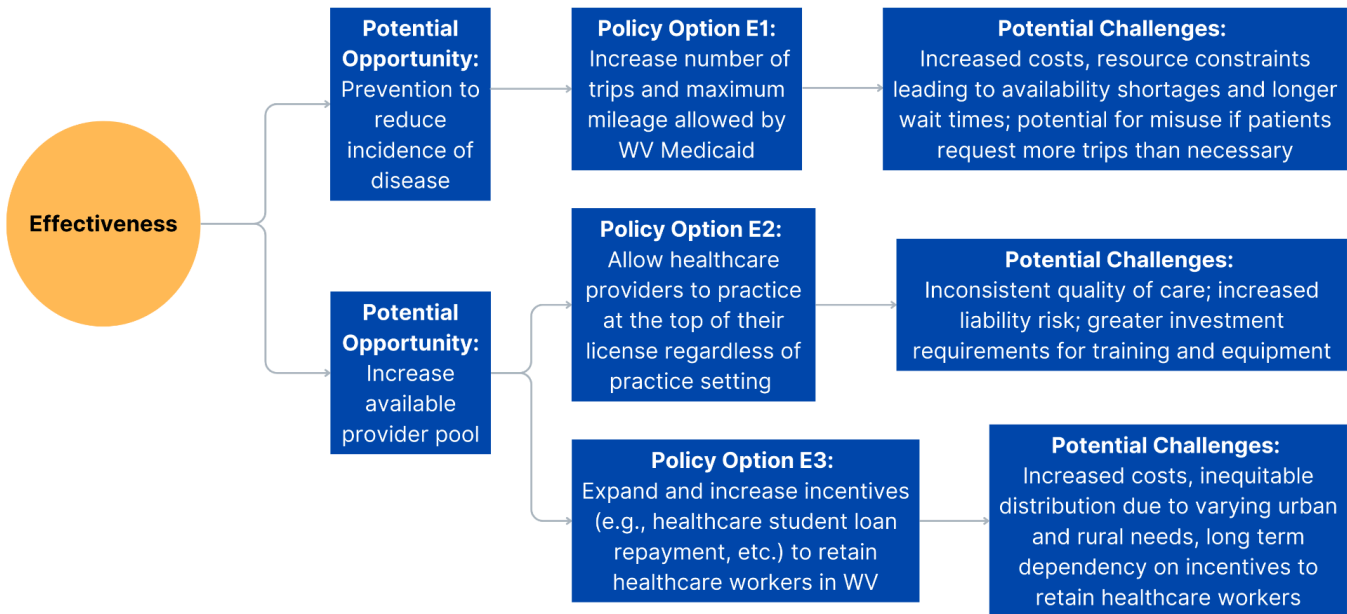 Effectiveness
Potential
Opportunity:
Prevention to
reduce
incidence of
disease
Policy Option E1:
Increase number of
trips and maximum
mileage allowed by
WV Medicaid
Potential Challenges:
Increased costs, resource constraints
leading to availability shortages and longer
wait times; potential for misuse if patients
request more trips than necessary
Potential
Opportunity:
Increase
available
provider pool
Policy Option E2:
Allow healthcare
providers to practice
at the top of their
license regardless of
practice setting
Potential Challenges:
Inconsistent quality of care; increased
liability risk; greater investment
requirements for training and equipment
Policy Option E3:
Expand and increase incentives
(e.g., healthcare student loan
repayment, etc.) to retain
healthcare workers in WV
Potential Challenges:
Increased costs, inequitable
distribution due to varying urban
and rural needs, long term
dependency on incentives to
retain healthcare workers